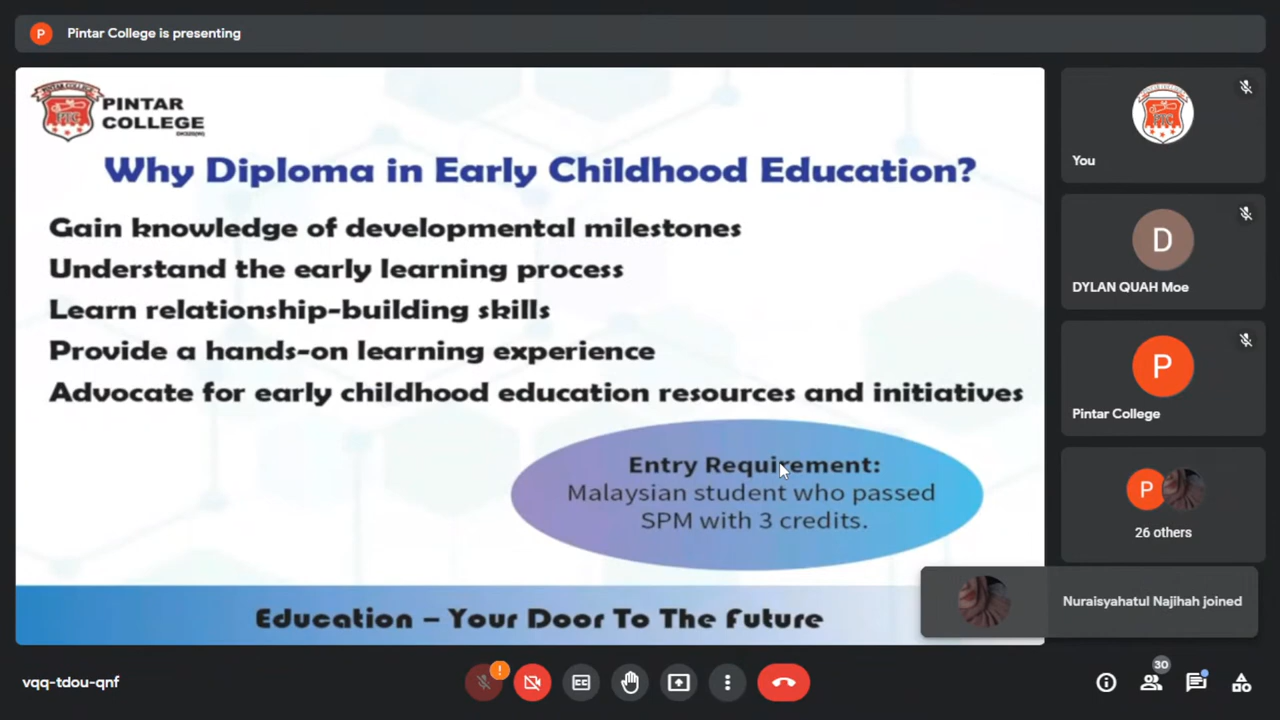 P
Pintar College is presenting
PINTAR
COLLEGE
Why Diploma in Early Childhood Education?
Gain knowledge of developmental milestones
Understand the early learning process
Learn relationship-building skills
Provide a hands-on learning experience
Advocate for early childhood education resources and initiatives
Entry Requirement:
Malaysian student who passed
SPM with 3 credits.
Education – Your Door To The Future
You
D
DYLAN QUAH Moe
P
Pintar College
P
26 others
Nuraisyahatul Najihah joined
vqq-tdou-qnf
30